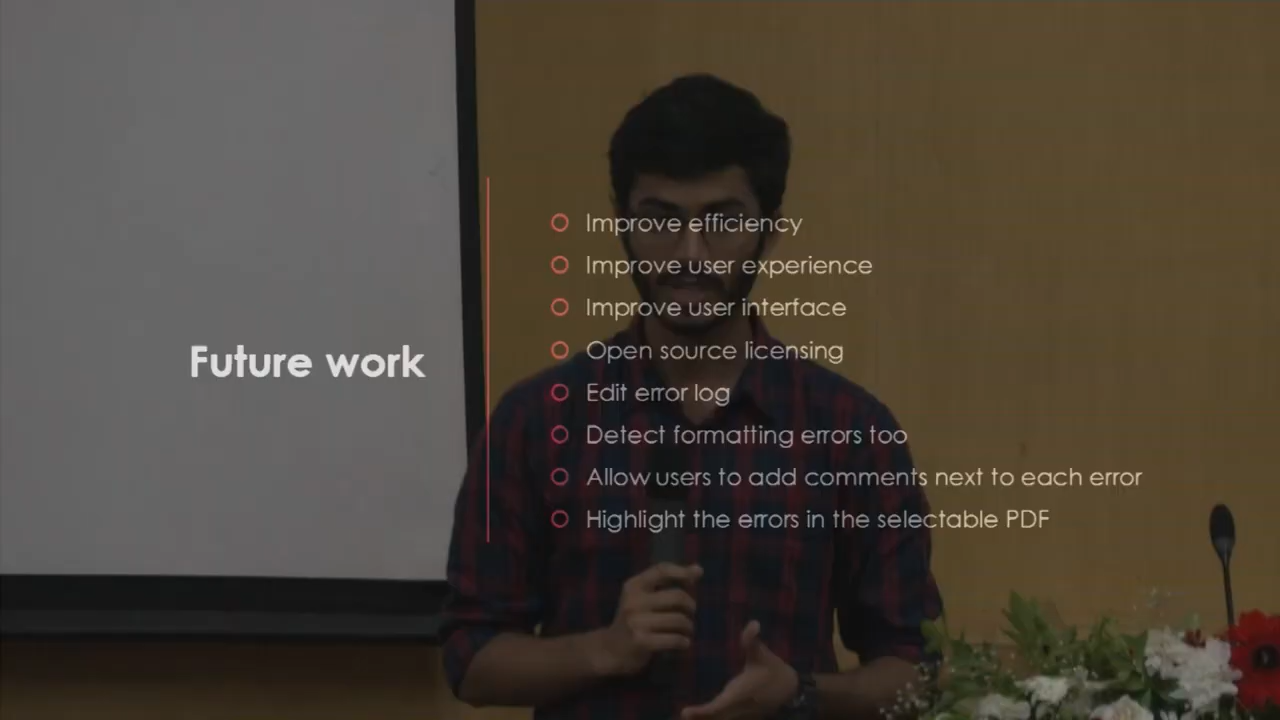 Future work
Improve efficiency
Improve user experience
Improve user interface
Open source licensing
Edit error log
Detect formatting errors too
Allow users to add comments next to each error
Highlight the errors in the selectable PDF